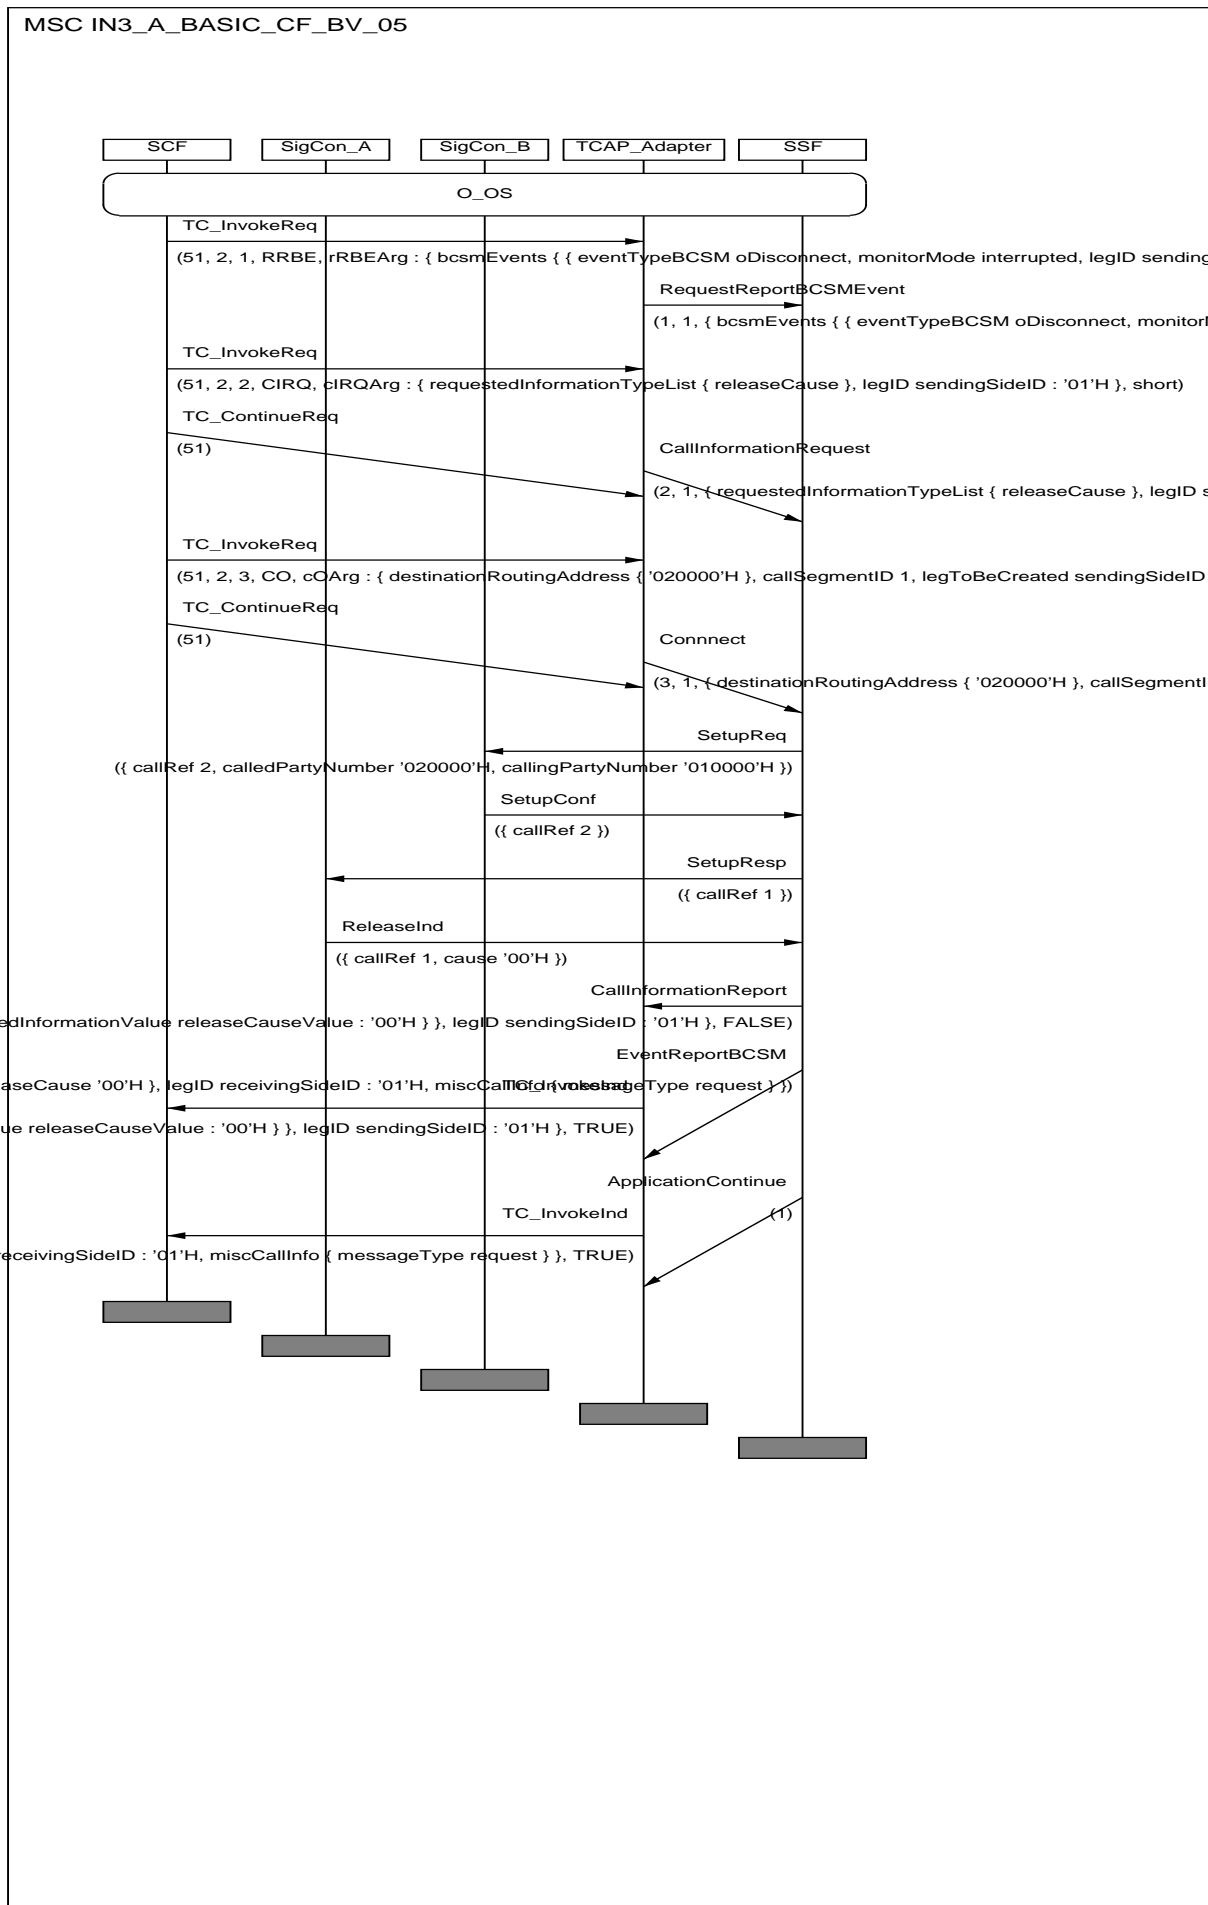 MSC IN3_A_BASIC_CF_BV_05
SCF SigCon_A SigCon_B TCAP_Adapter SSF
O_OS
TC_InvokeReq
(51, 2, 1, RRBE, rRBEArg : { bcsmEvents { { eventTypeBCSM oDisconnect, monitorMode interrupted, legID sending
RequestReportBCSMEvent
(1, 1, { bcsmEvents { { eventTypeBCSM oDisconnect, monitor
TC_InvokeReq
(51, 2, 2, CIRQ, cIRQArg : { requestedInformationTypeList { releaseCause }, legID sendingSideID : '01'H }, short)
TC_ContinueReq
(51)
CallInformationRequest
(2, 1, { requestedInformationTypeList { releaseCause }, legID s
TC_InvokeReq
(51, 2, 3, CO, cOArg : { destinationRoutingAddress { '020000'H }, callSegmentID 1, legToBeCreated sendingSideID
TC_ContinueReq
(51)
Connnect
(3, 1, { destinationRoutingAddress { '020000'H }, callSegmentI
SetupReq
({ callRef 2, calledPartyNumber '020000'H, callingPartyNumber '010000'H })
SetupConf
({ callRef 2 })
SetupResp
({ callRef 1 })
ReleaseInd
({ callRef 1, cause '00'H })
CallInformationReport
edInformationValue releaseCauseValue : '00'H } }, legID sendingSideID : '01'H }, FALSE)
EventReportBCSM
aseCause '00'H }, legID receivingSideID : '01'H, miscCallInfo { messageType request } })
TC_InvokeInd
ue releaseCauseValue : '00'H } }, legID sendingSideID : '01'H }, TRUE)
ApplicationContinue
(1)
TC_InvokeInd
eceivingSideID : '01'H, miscCallInfo { messageType request } }, TRUE)